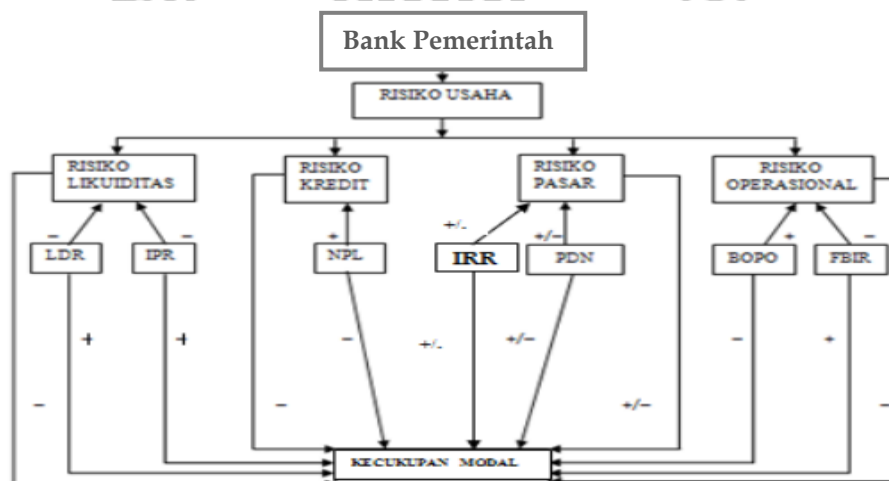 Bank Pemerintah
RISIKO USAHA
RISIKO LIKUIDITAS
RISIKO KREDIT
RISIKO PASAR
RISIKO OPERASIONAL
− − + +/- +/− + −
LDR IPR NPL IRR PDN BOPO FBIR
+ + − +/- +/− − +
− − +/− −
KECUKUPAN MODAL